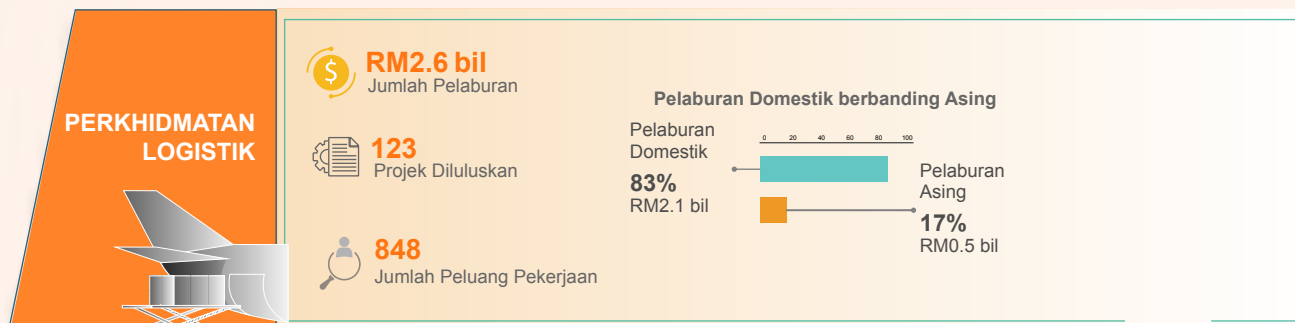 PERKHIDMATAN
LOGISTIK
RM2.6 bil
Jumlah Pelaburan
123
Projek Diluluskan
848
Jumlah Peluang Pekerjaan
Pelaburan Domestik berbanding Asing
Pelaburan
Domestik
83%
RM2.1 bil
0 20 40 60 80 100
Pelaburan
Asing
17%
RM0.5 bil